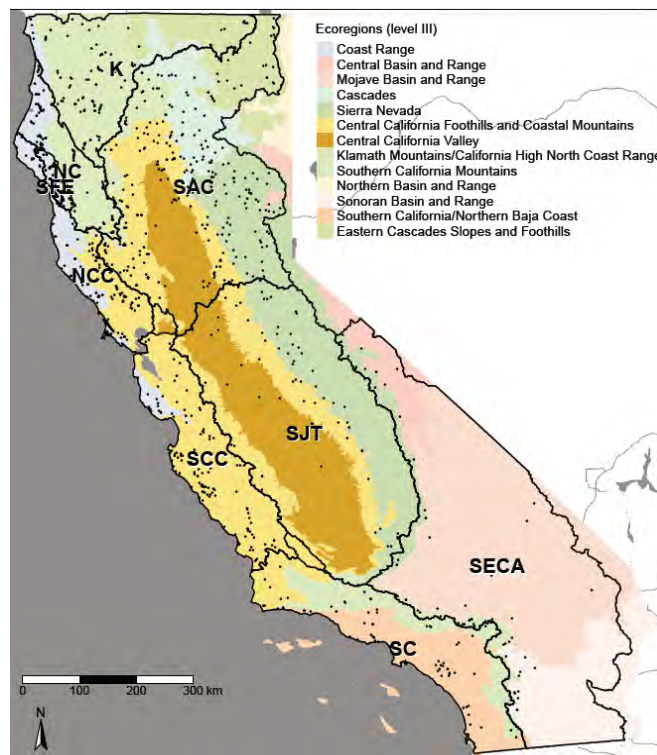 Ecoregions (level III)
Coast Range
Central Basin and Range
Mojave Basin and Range
Cascades
Sierra Nevada
Central California Foothills and Coastal Mountains
Central California Valley
Klamath Mountains/California High North Coast Range
Southern California Mountains
Northern Basin and Range
Sonoran Basin and Range
Southern California/Northern Baja Coast
Eastern Cascades Slopes and Foothills
K
NC
SFE
SAC
NCC
SJT
SCC
SECA
SC
0 100 200 300 km
N